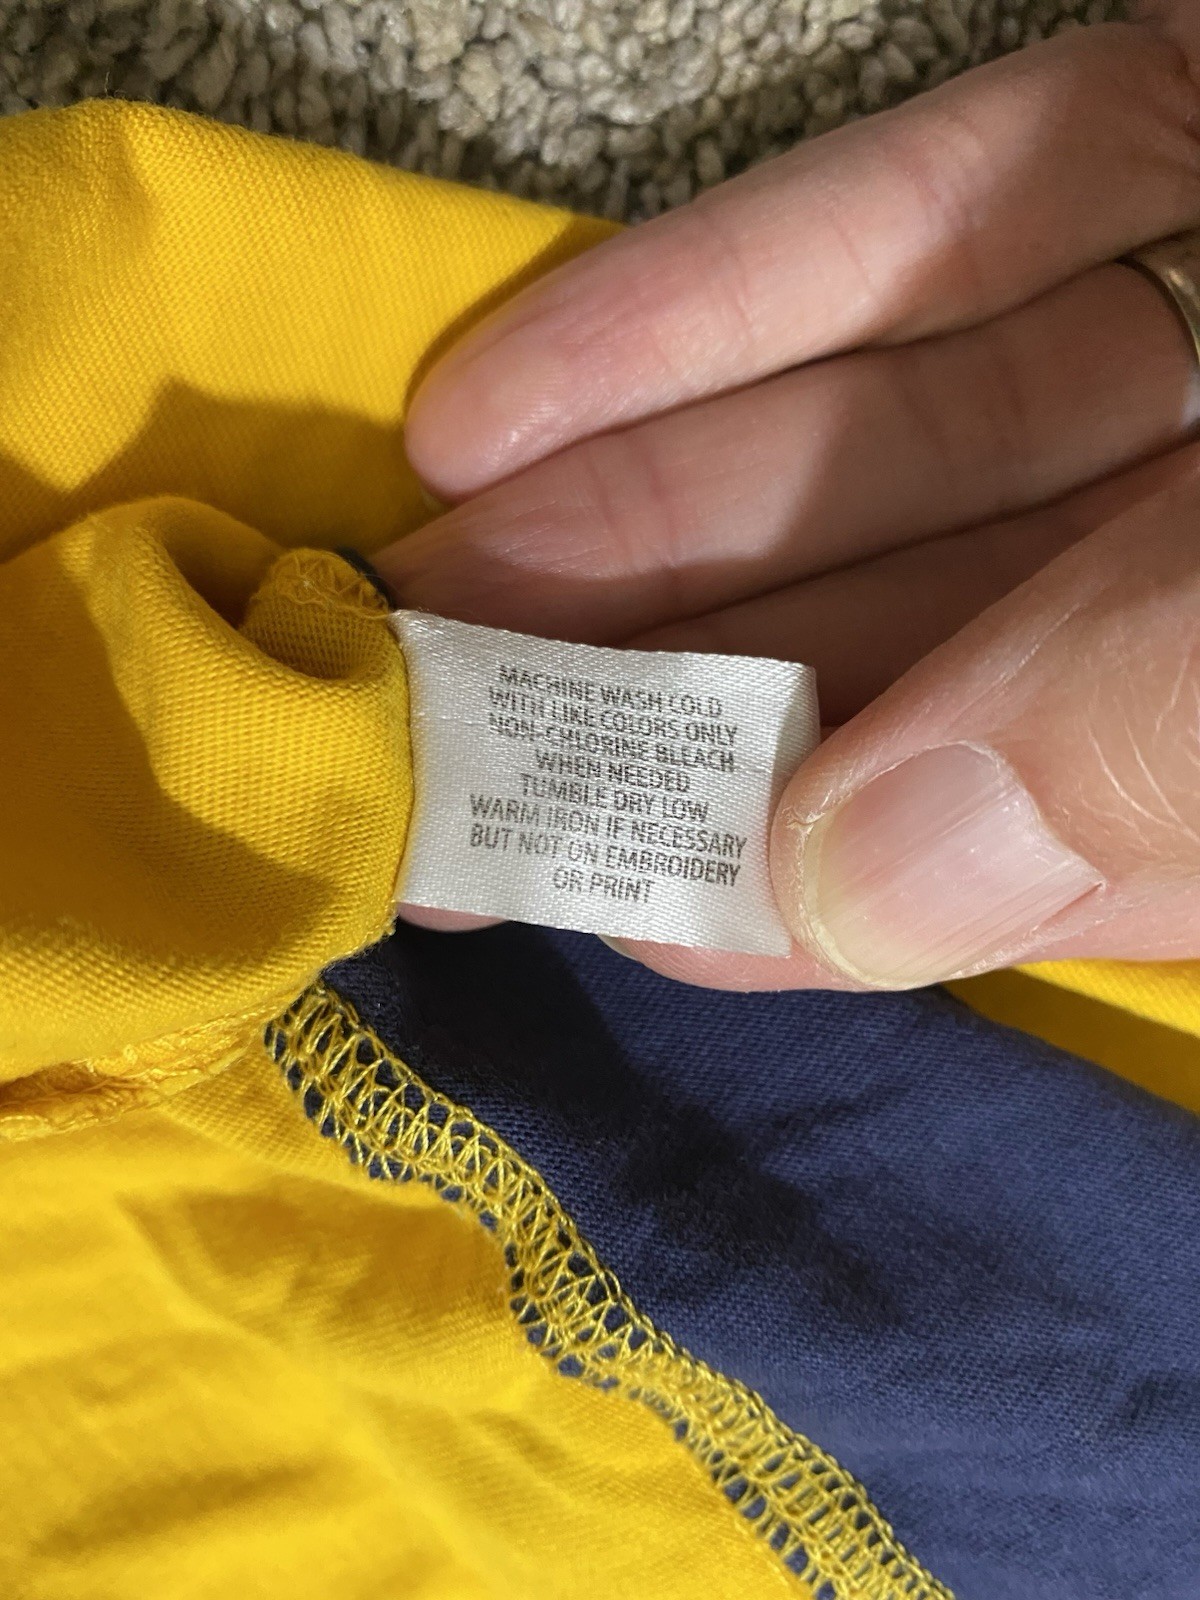 MACHINE WASH COLD
WITH LIKE COLORS ONLY
NON-CHLORINE BLEACH
WHEN NEEDED
TUMBLE DRY LOW
WARM IRON IF NECESSARY
BUT NOT ON EMBROIDERY
OR PRINT